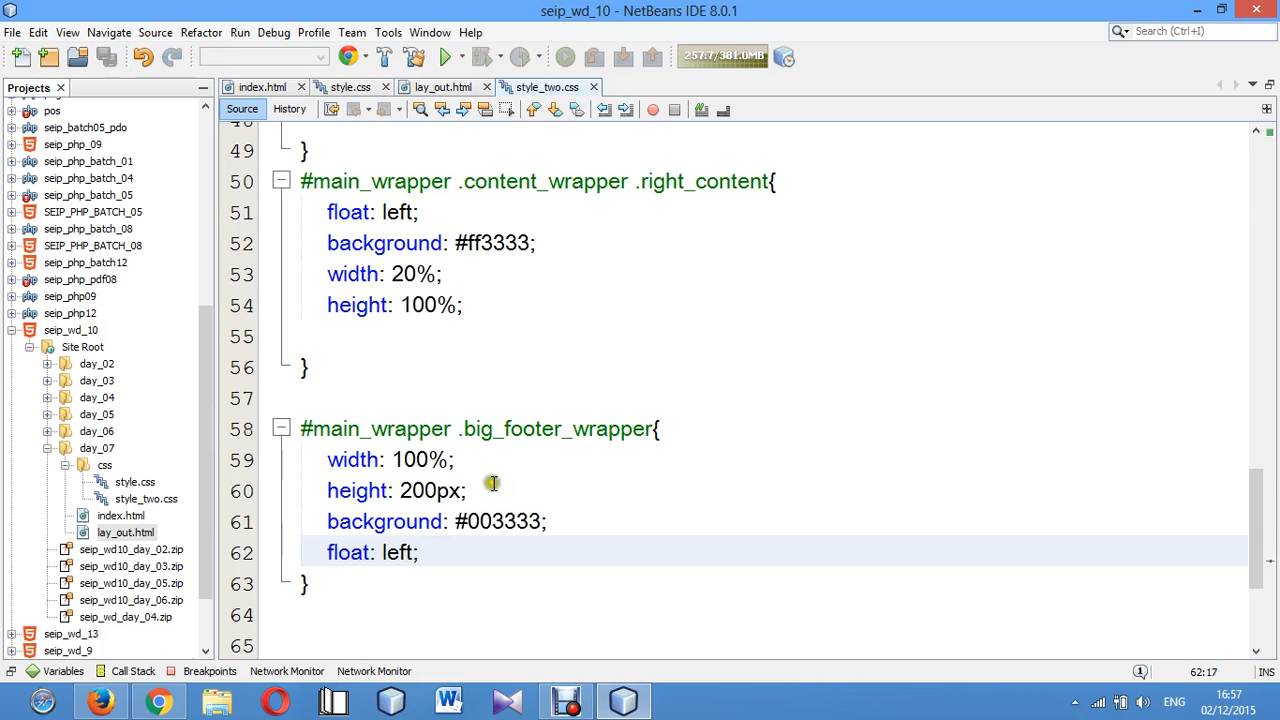 seip_wd_10 - NetBeans IDE 8.0.1
File Edit View Navigate Source Refactor Run Debug Profile Team Tools Window Help
Search (Ctrl+I)
257.7/381.0MB
Projects
index.html style.css lay_out.html style_two.css
Source History
pos
seip_batch05_pdo
seip_php_09
seip_php_batch_01
seip_php_batch_04
seip_php_batch_05
SEIP_PHP_BATCH_05
seip_php_batch_08
SEIP_PHP_BATCH_08
seip_php_batch12
seip_php_pdf08
seip_php09
seip_php12
seip_wd_10
Site Root
day_02
day_03
day_04
day_05
day_06
day_07
css
style.css
style_two.css
index.html
lay_out.html
seip_wd10_day_02.zip
seip_wd10_day_03.zip
seip_wd10_day_05.zip
seip_wd10_day_06.zip
seip_wd_day_04.zip
seip_wd_13
seip_wd_9
49 }
50 #main_wrapper .content_wrapper .right_content{
51 float: left;
52 background: #ff3333;
53 width: 20%;
54 height: 100%;
55
56 }
57
58 #main_wrapper .big_footer_wrapper{
59 width: 100%;
60 height: 200px;
61 background: #003333;
62 float: left;
63 }
64
65
Variables Call Stack Breakpoints Network Monitor Network Monitor
62:17 INS
ENG
16:57
02/12/2015